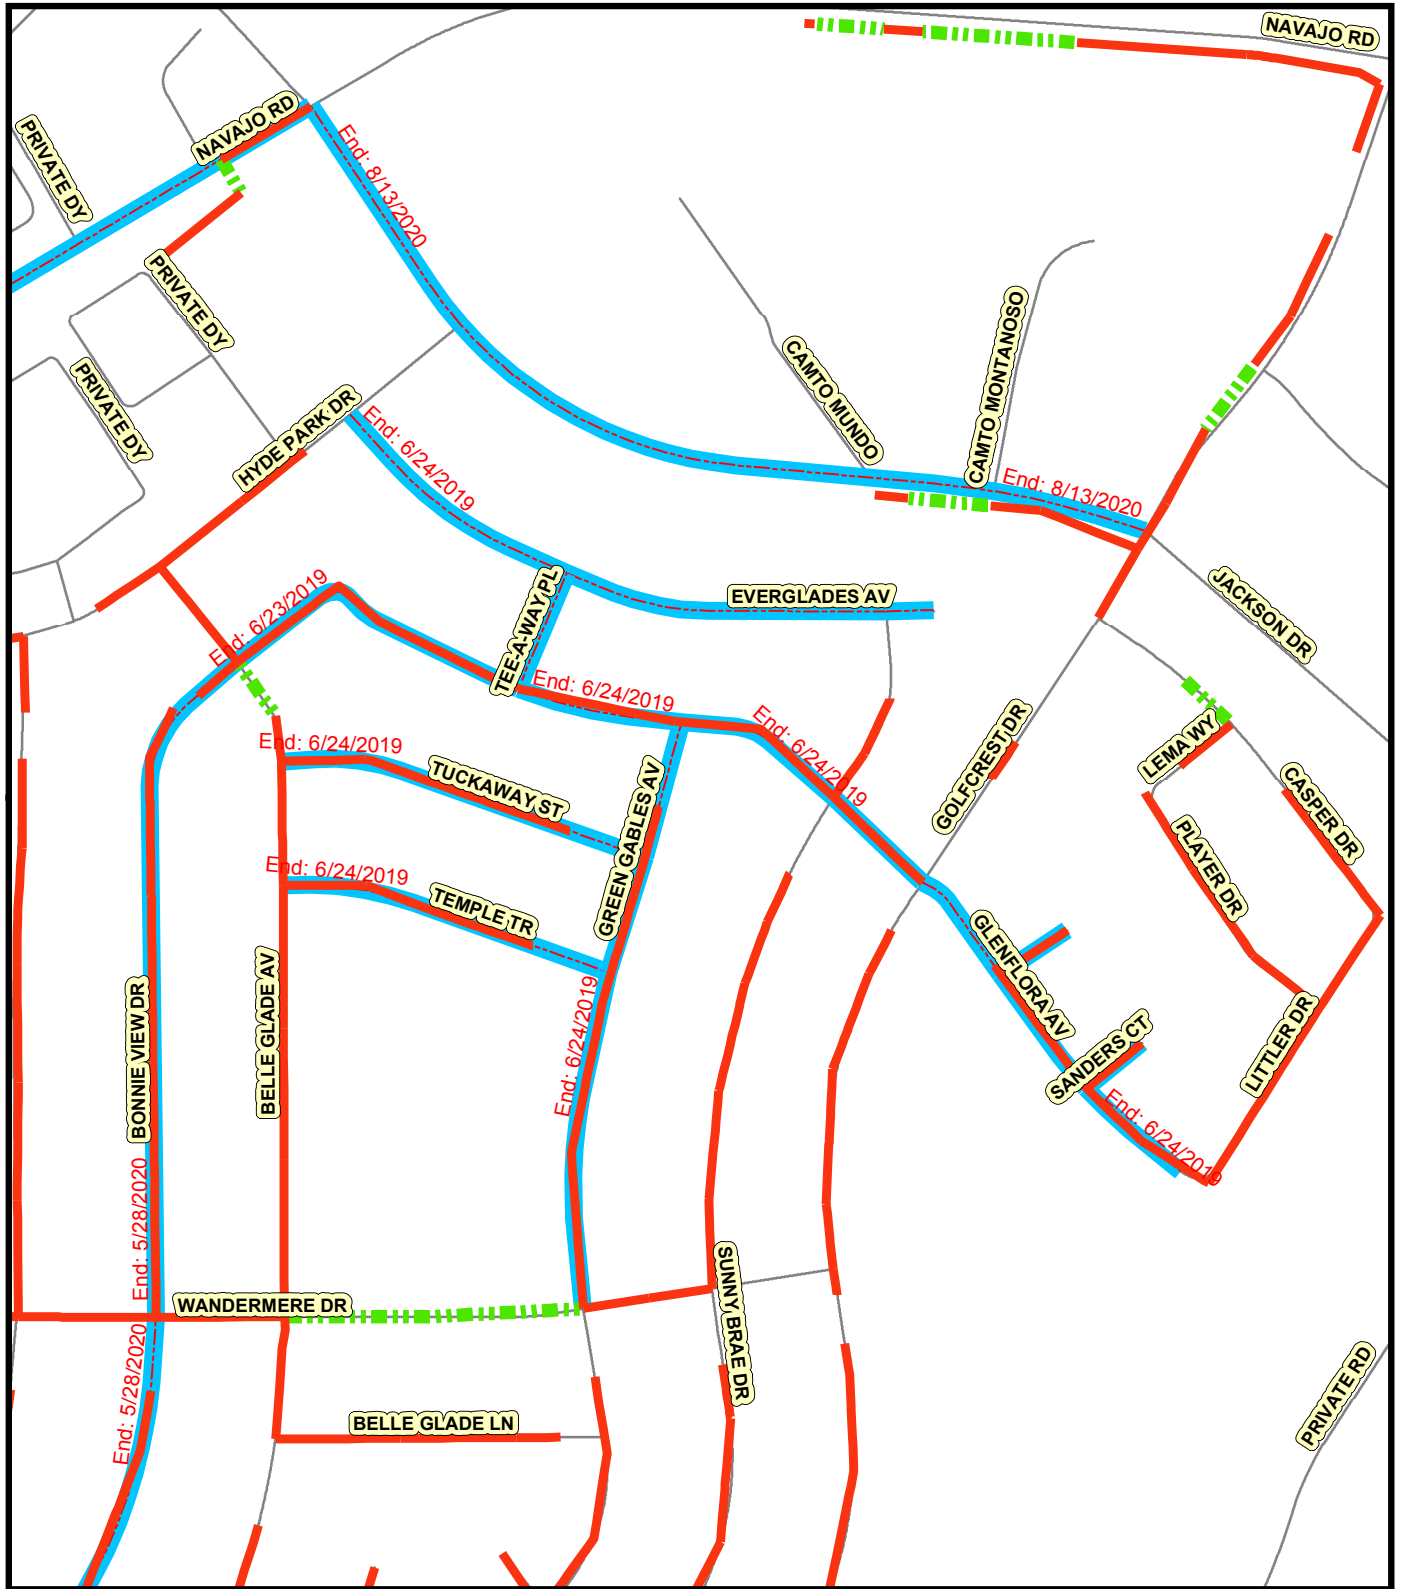 NAVAJO RD
NAVAJO RD
PRIVATE DY
End: 8/13/2020
PRIVATE DY
PRIVATE DY
HYDE PARK DR
End: 6/24/2019
CAMTO MUNDO
CAMTO MONTANOSO
End: 8/13/2020
End: 6/23/2019
TEE-A-WAY PL
EVERGLADES AV
JACKSON DR
End: 6/24/2019
End: 6/24/2019
End: 6/24/2019
TUCKAWAY ST
GREEN GABLES AV
GOLFCREST DR
LEMA WY
CASPER DR
PLAYER DR
End: 6/24/2019
TEMPLE TR
GLENFLORA AV
BONNIE VIEW DR
BELLE GLADE AV
End: 6/24/2019
SANDERS CT
LITTLER DR
End: 6/24/2019
End: 5/28/2020
WANDERMERE DR
SUNNY BRAE DR
End: 5/28/2020
BELLE GLADE LN
PRIVATE RD